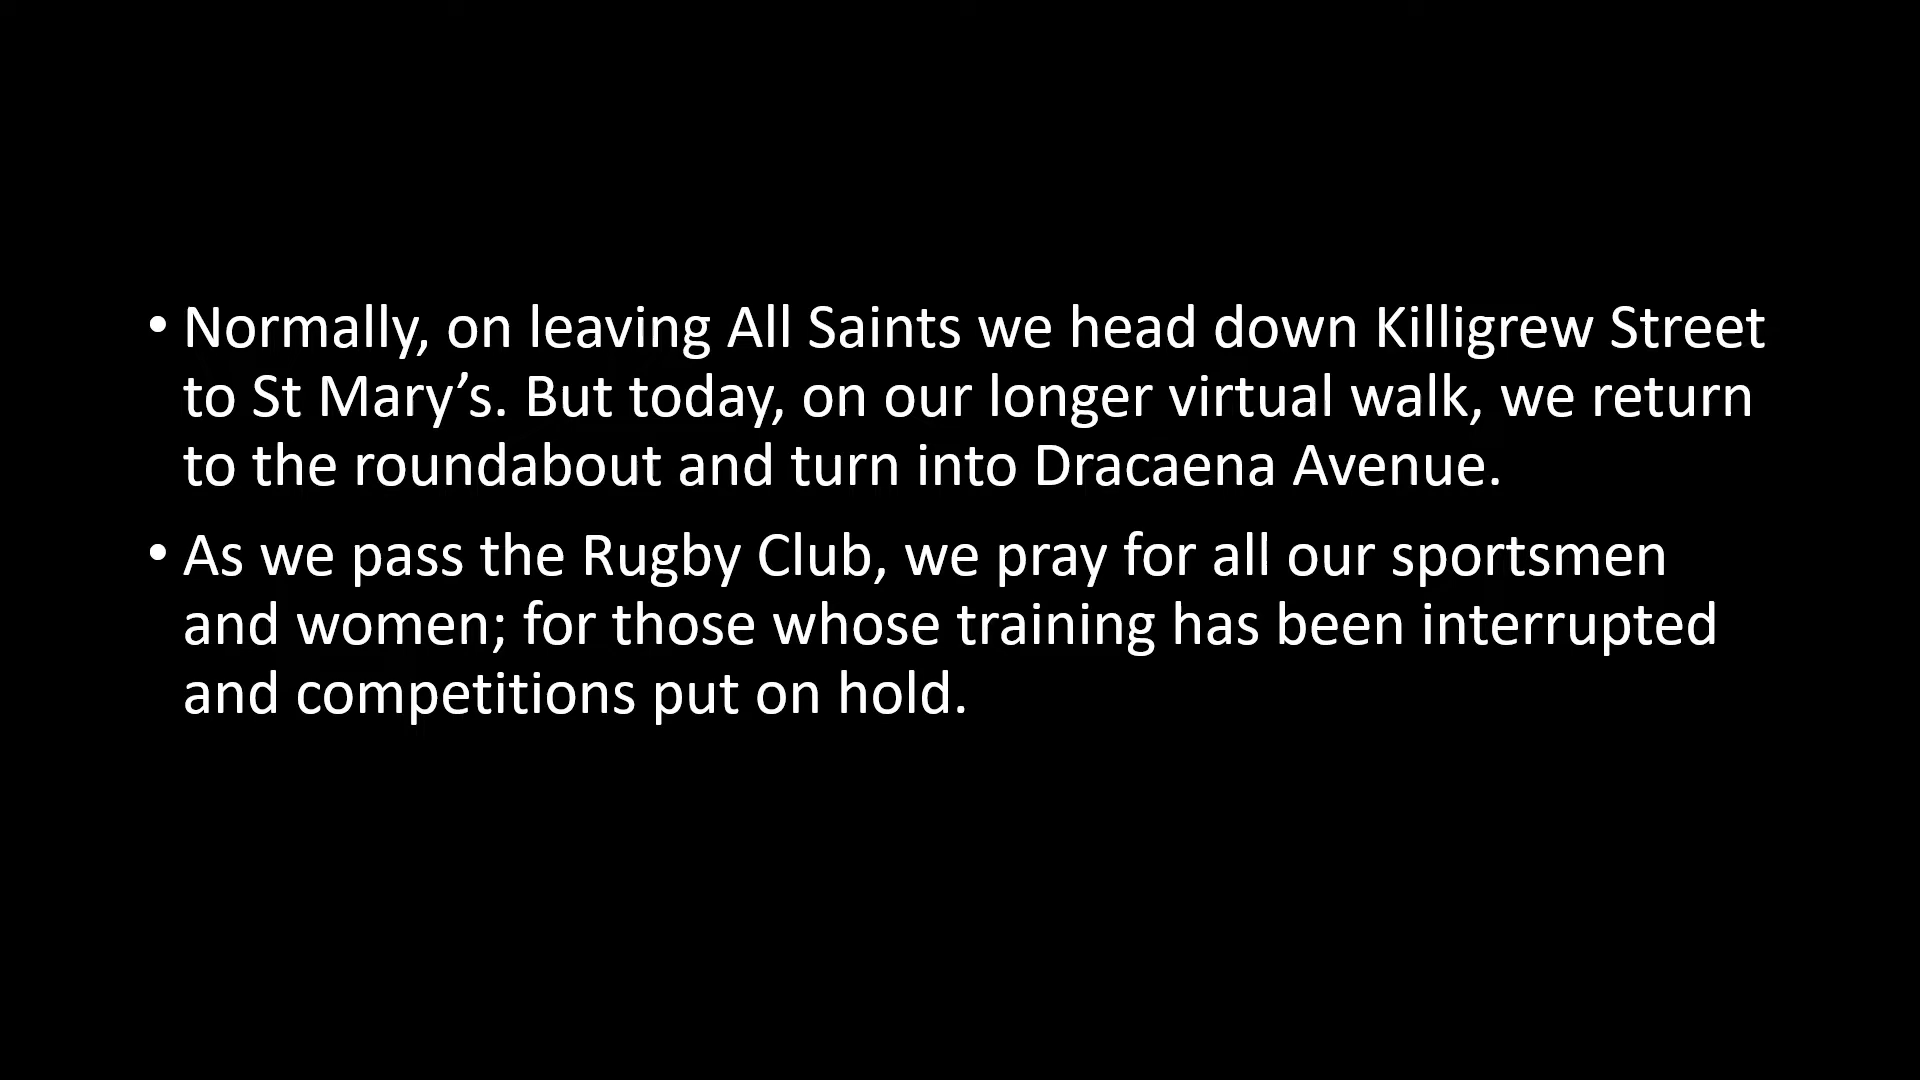 • Normally, on leaving All Saints we head down Killigrew Street
to St Mary’s. But today, on our longer virtual walk, we return
to the roundabout and turn into Dracaena Avenue.
• As we pass the Rugby Club, we pray for all our sportsmen
and women; for those whose training has been interrupted
and competitions put on hold.